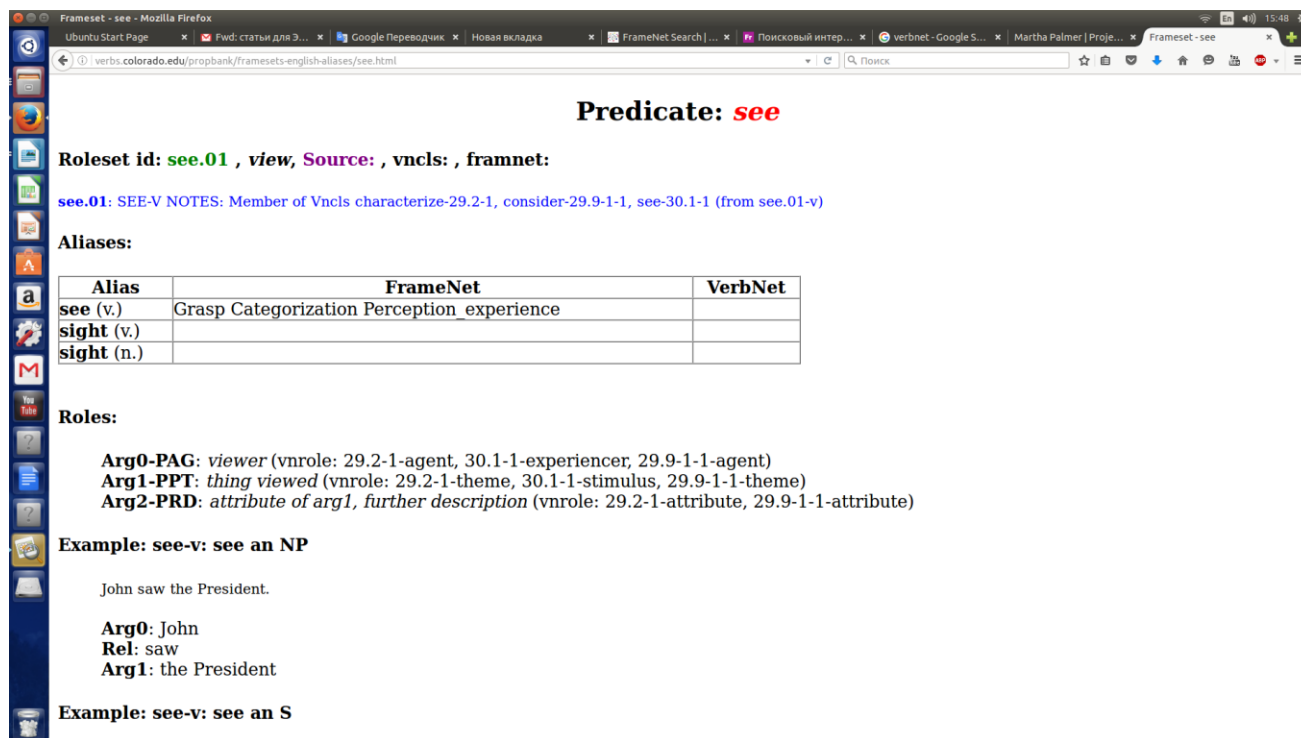 Frameset - see - Mozilla Firefox
En 15:48
Ubuntu Start Page
Fwd: статьи для Э...
Google Переводчик
Новая вкладка
FrameNet Search | ...
Fr Поисковый интер...
verbnet - Google S...
Martha Palmer | Proje...
Frameset - see
verbs.colorado.edu/propbank/framesets-english-aliases/see.html
Поиск
ABP
Predicate: see
Roleset id: see.01 , view, Source: , vncls: , framnet:
see.01: SEE-V NOTES: Member of Vncls characterize-29.2-1, consider-29.9-1-1, see-30.1-1 (from see.01-v)
Aliases:
Alias FrameNet VerbNet
see (v.) Grasp Categorization Perception_experience
sight (v.)
sight (n.)
Roles:
Arg0-PAG: viewer (vnrole: 29.2-1-agent, 30.1-1-experiencer, 29.9-1-1-agent)
Arg1-PPT: thing viewed (vnrole: 29.2-1-theme, 30.1-1-stimulus, 29.9-1-1-theme)
Arg2-PRD: attribute of arg1, further description (vnrole: 29.2-1-attribute, 29.9-1-1-attribute)
Example: see-v: see an NP
John saw the President.
Arg0: John
Rel: saw
Arg1: the President
Example: see-v: see an S
a
You
Tube